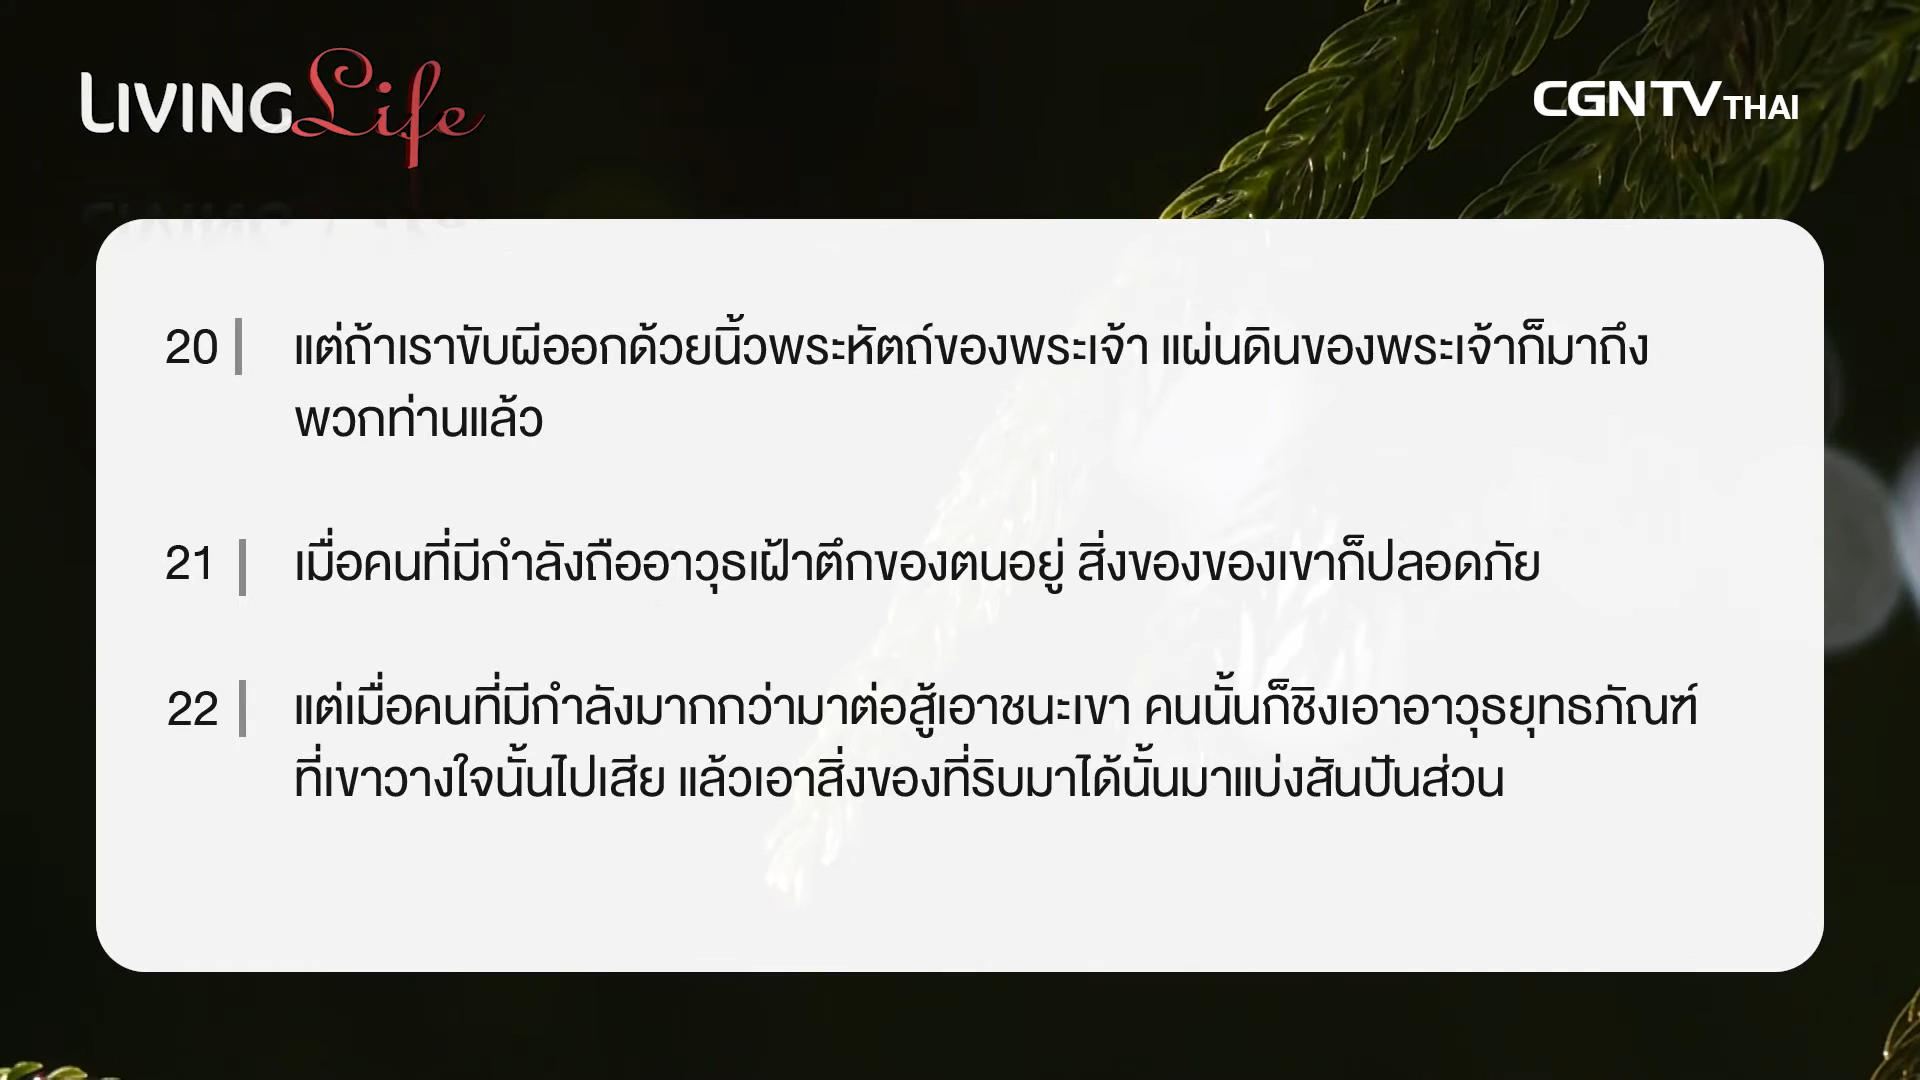 LIVING Life
CGNTV THAI
20 แต่ถ้าเราขับผีออกด้วยนิ้วพระหัตถ์ของพระเจ้า แผ่นดินของพระเจ้าก็มาถึง
พวกท่านแล้ว
21 เมื่อคนที่มีกำลังถืออาวุธเฝ้าตึกของตนอยู่ สิ่งของของเขาก็ปลอดภัย
22 แต่เมื่อคนที่มีกำลังมากกว่ามาต่อสู้เอาชนะเขา คนนั้นก็ชิงเอาอาวุธยุทธภัณฑ์
ที่เขาวางใจนั้นไปเสีย แล้วเอาสิ่งของที่ริบมาได้นั้นมาแบ่งสันปันส่วน